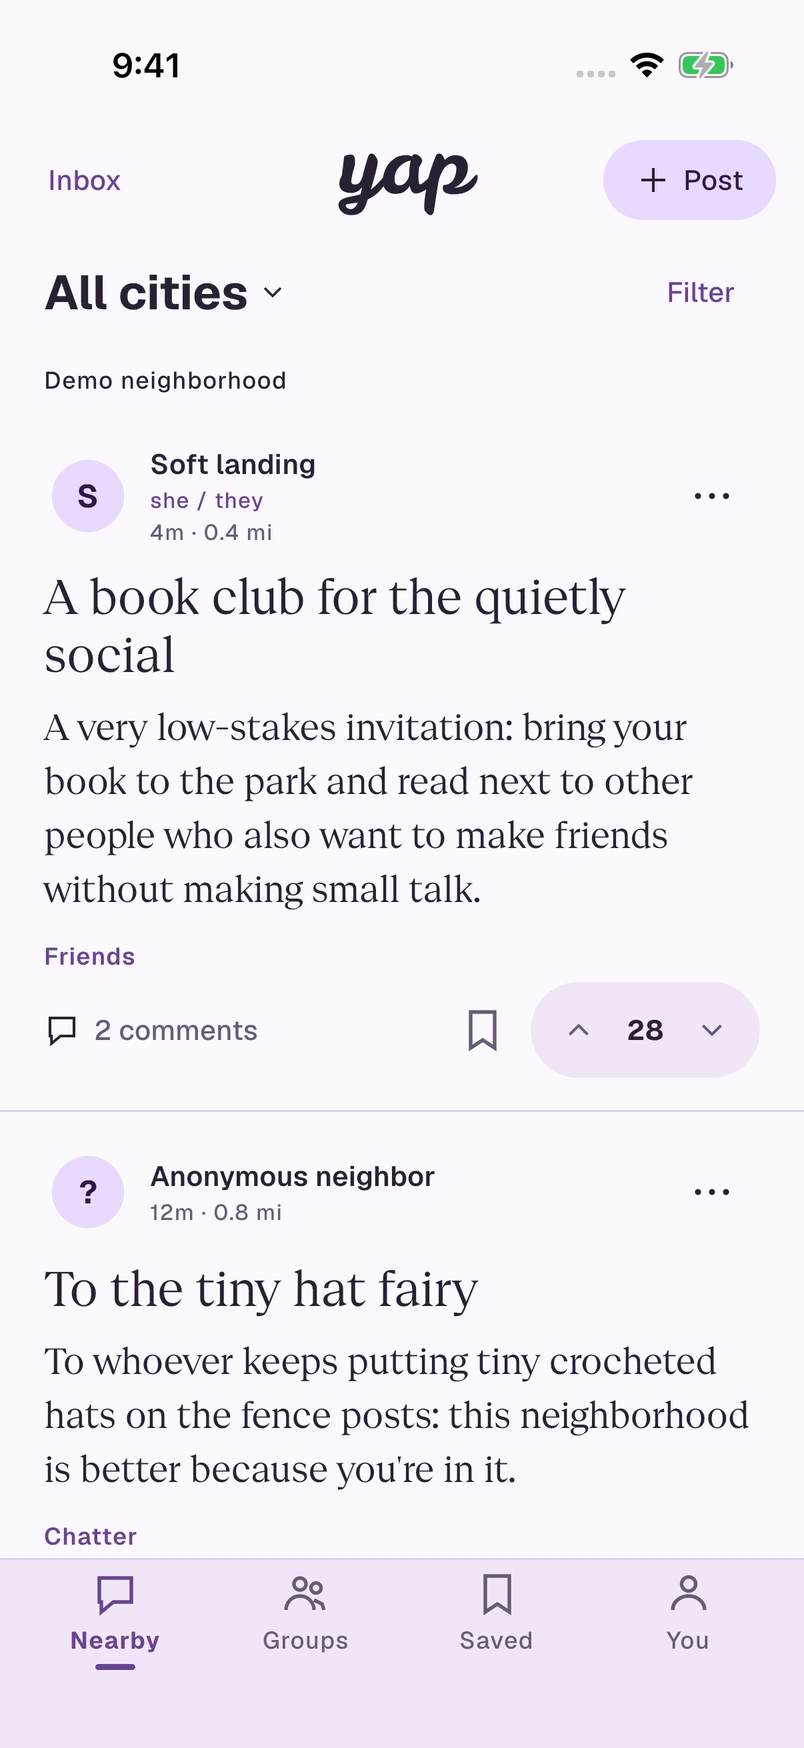 9:41
Inbox
yap
+ Post
All cities
Filter
Demo neighborhood
S
Soft landing
she / they
4m · 0.4 mi
A book club for the quietly
social
A very low-stakes invitation: bring your
book to the park and read next to other
people who also want to make friends
without making small talk.
Friends
2 comments
28
?
Anonymous neighbor
12m · 0.8 mi
To the tiny hat fairy
To whoever keeps putting tiny crocheted
hats on the fence posts: this neighborhood
is better because you're in it.
Chatter
Nearby
Groups
Saved
You